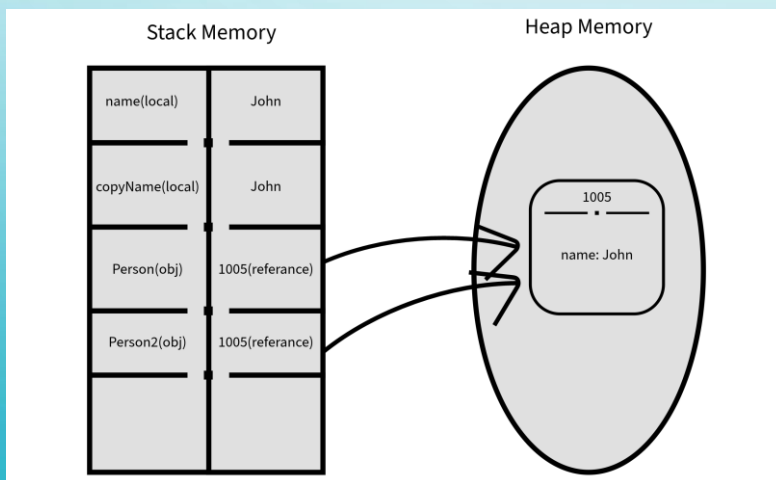 Stack Memory
Heap Memory
name(local)
John
copyName(local)
John
Person(obj)
1005(referance)
Person2(obj)
1005(referance)
1005
name: John